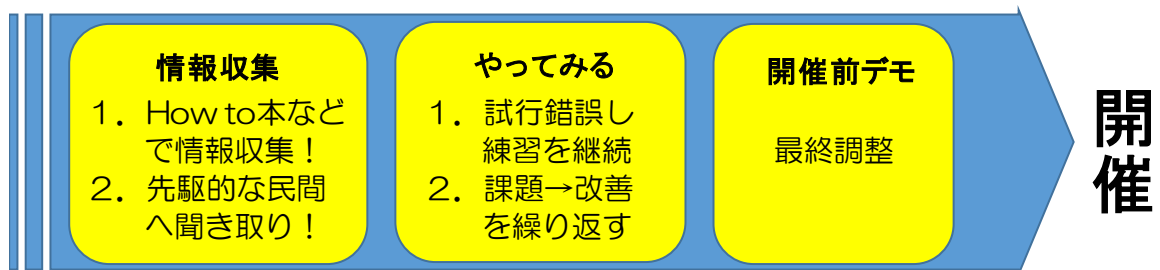 情報収集
1．How to本など
で情報収集！
2．先駆的な民間
へ聞き取り！
やってみる
1．試行錯誤し
練習を継続
2．課題→改善
を繰り返す
開催前デモ
最終調整
開催